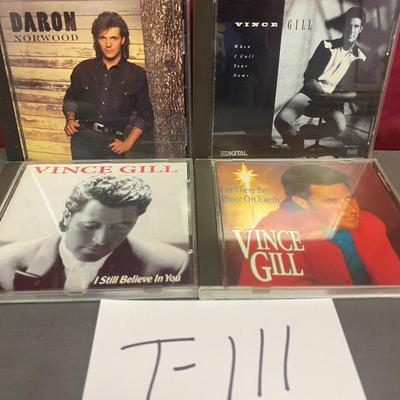 DARON
NORWOOD
VINCE GILL
When
I Call
Your
Name
DIGITAL
VINCE GILL
I Still Believe In You
Let There Be
Peace On Earth
VINCE
GILL
T-111